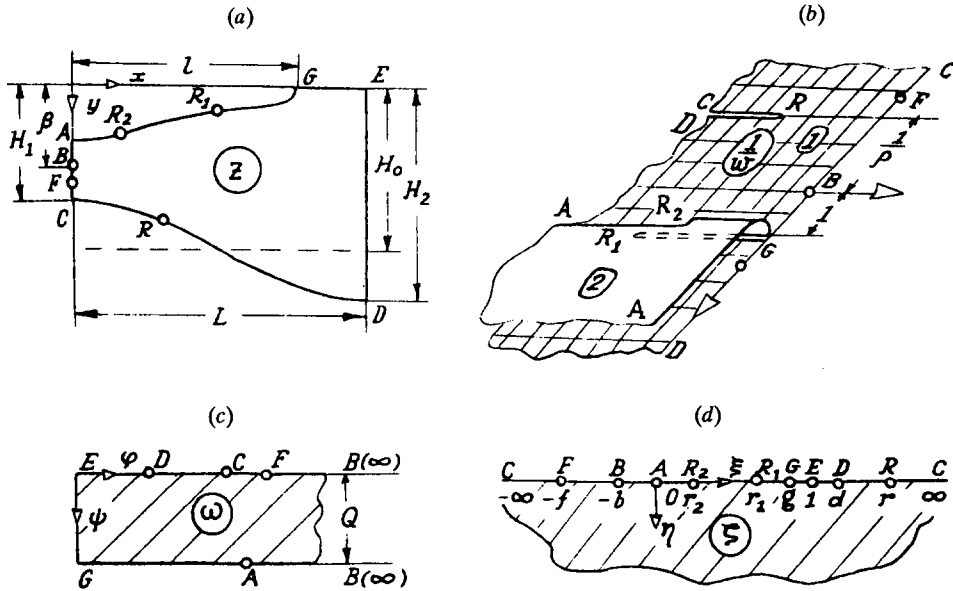 (a)
l
x
G
E
y
R₁
R₂
H₁
β
A
B
F
C
z
H₀
H₂
R
L
D
(b)
C
F
C
R
D
1/w
1
1/ρ
B
1
A
R₂
R₁
G
2
A
D
(c)
E φ D C F B(∞)
ψ
ω
Q
G A B(∞)
(d)
C F B A R₂ ξ R₁ G E D R C
-∞ -f -b 0 r₂ r₁ g 1 d r ∞
η
ζ